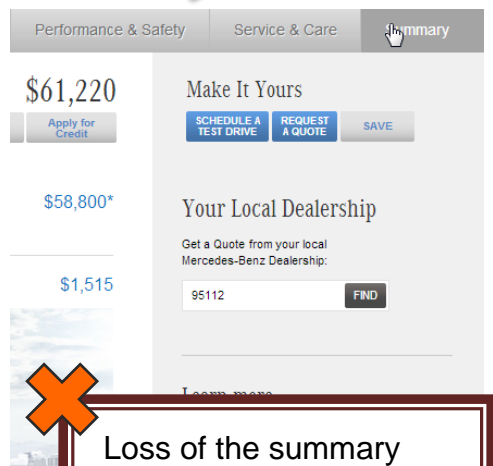 Performance & Safety Service & Care Summary
$61,220
Apply for
Credit
$58,800*
$1,515
Make It Yours
SCHEDULE A
TEST DRIVE
REQUEST
A QUOTE
SAVE
Your Local Dealership
Get a Quote from your local
Mercedes-Benz Dealership:
95112 FIND
Learn more
Loss of the summary